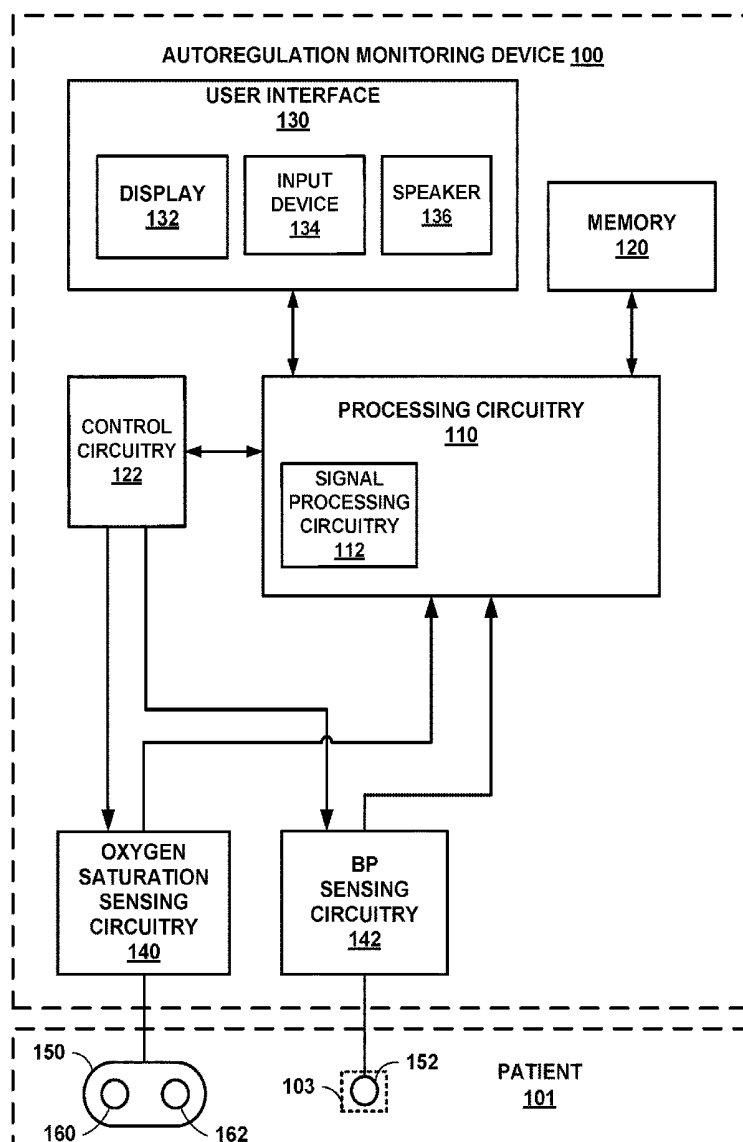 AUTOREGULATION MONITORING DEVICE 100
USER INTERFACE
130
DISPLAY
132
INPUT
DEVICE
134
SPEAKER
136
MEMORY
120
CONTROL
CIRCUITRY
122
PROCESSING CIRCUITRY
110
SIGNAL
PROCESSING
CIRCUITRY
112
OXYGEN
SATURATION
SENSING
CIRCUITRY
140
BP
SENSING
CIRCUITRY
142
150
160
162
103
152
PATIENT
101